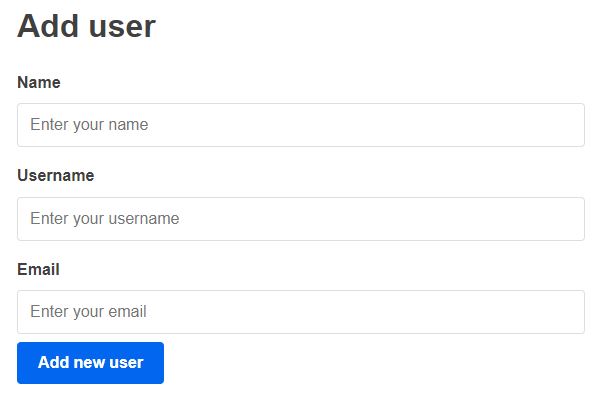 Add user
Name
Enter your name
Username
Enter your username
Email
Enter your email
Add new user